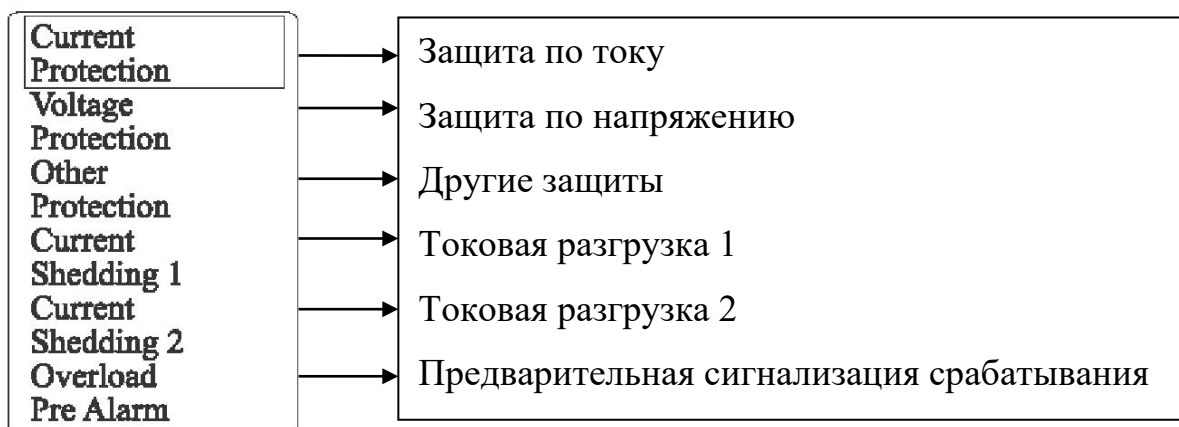 Current
Protection
Voltage
Protection
Other
Protection
Current
Shedding 1
Current
Shedding 2
Overload
Pre Alarm
Защита по току
Защита по напряжению
Другие защиты
Токовая разгрузка 1
Токовая разгрузка 2
Предварительная сигнализация срабатывания